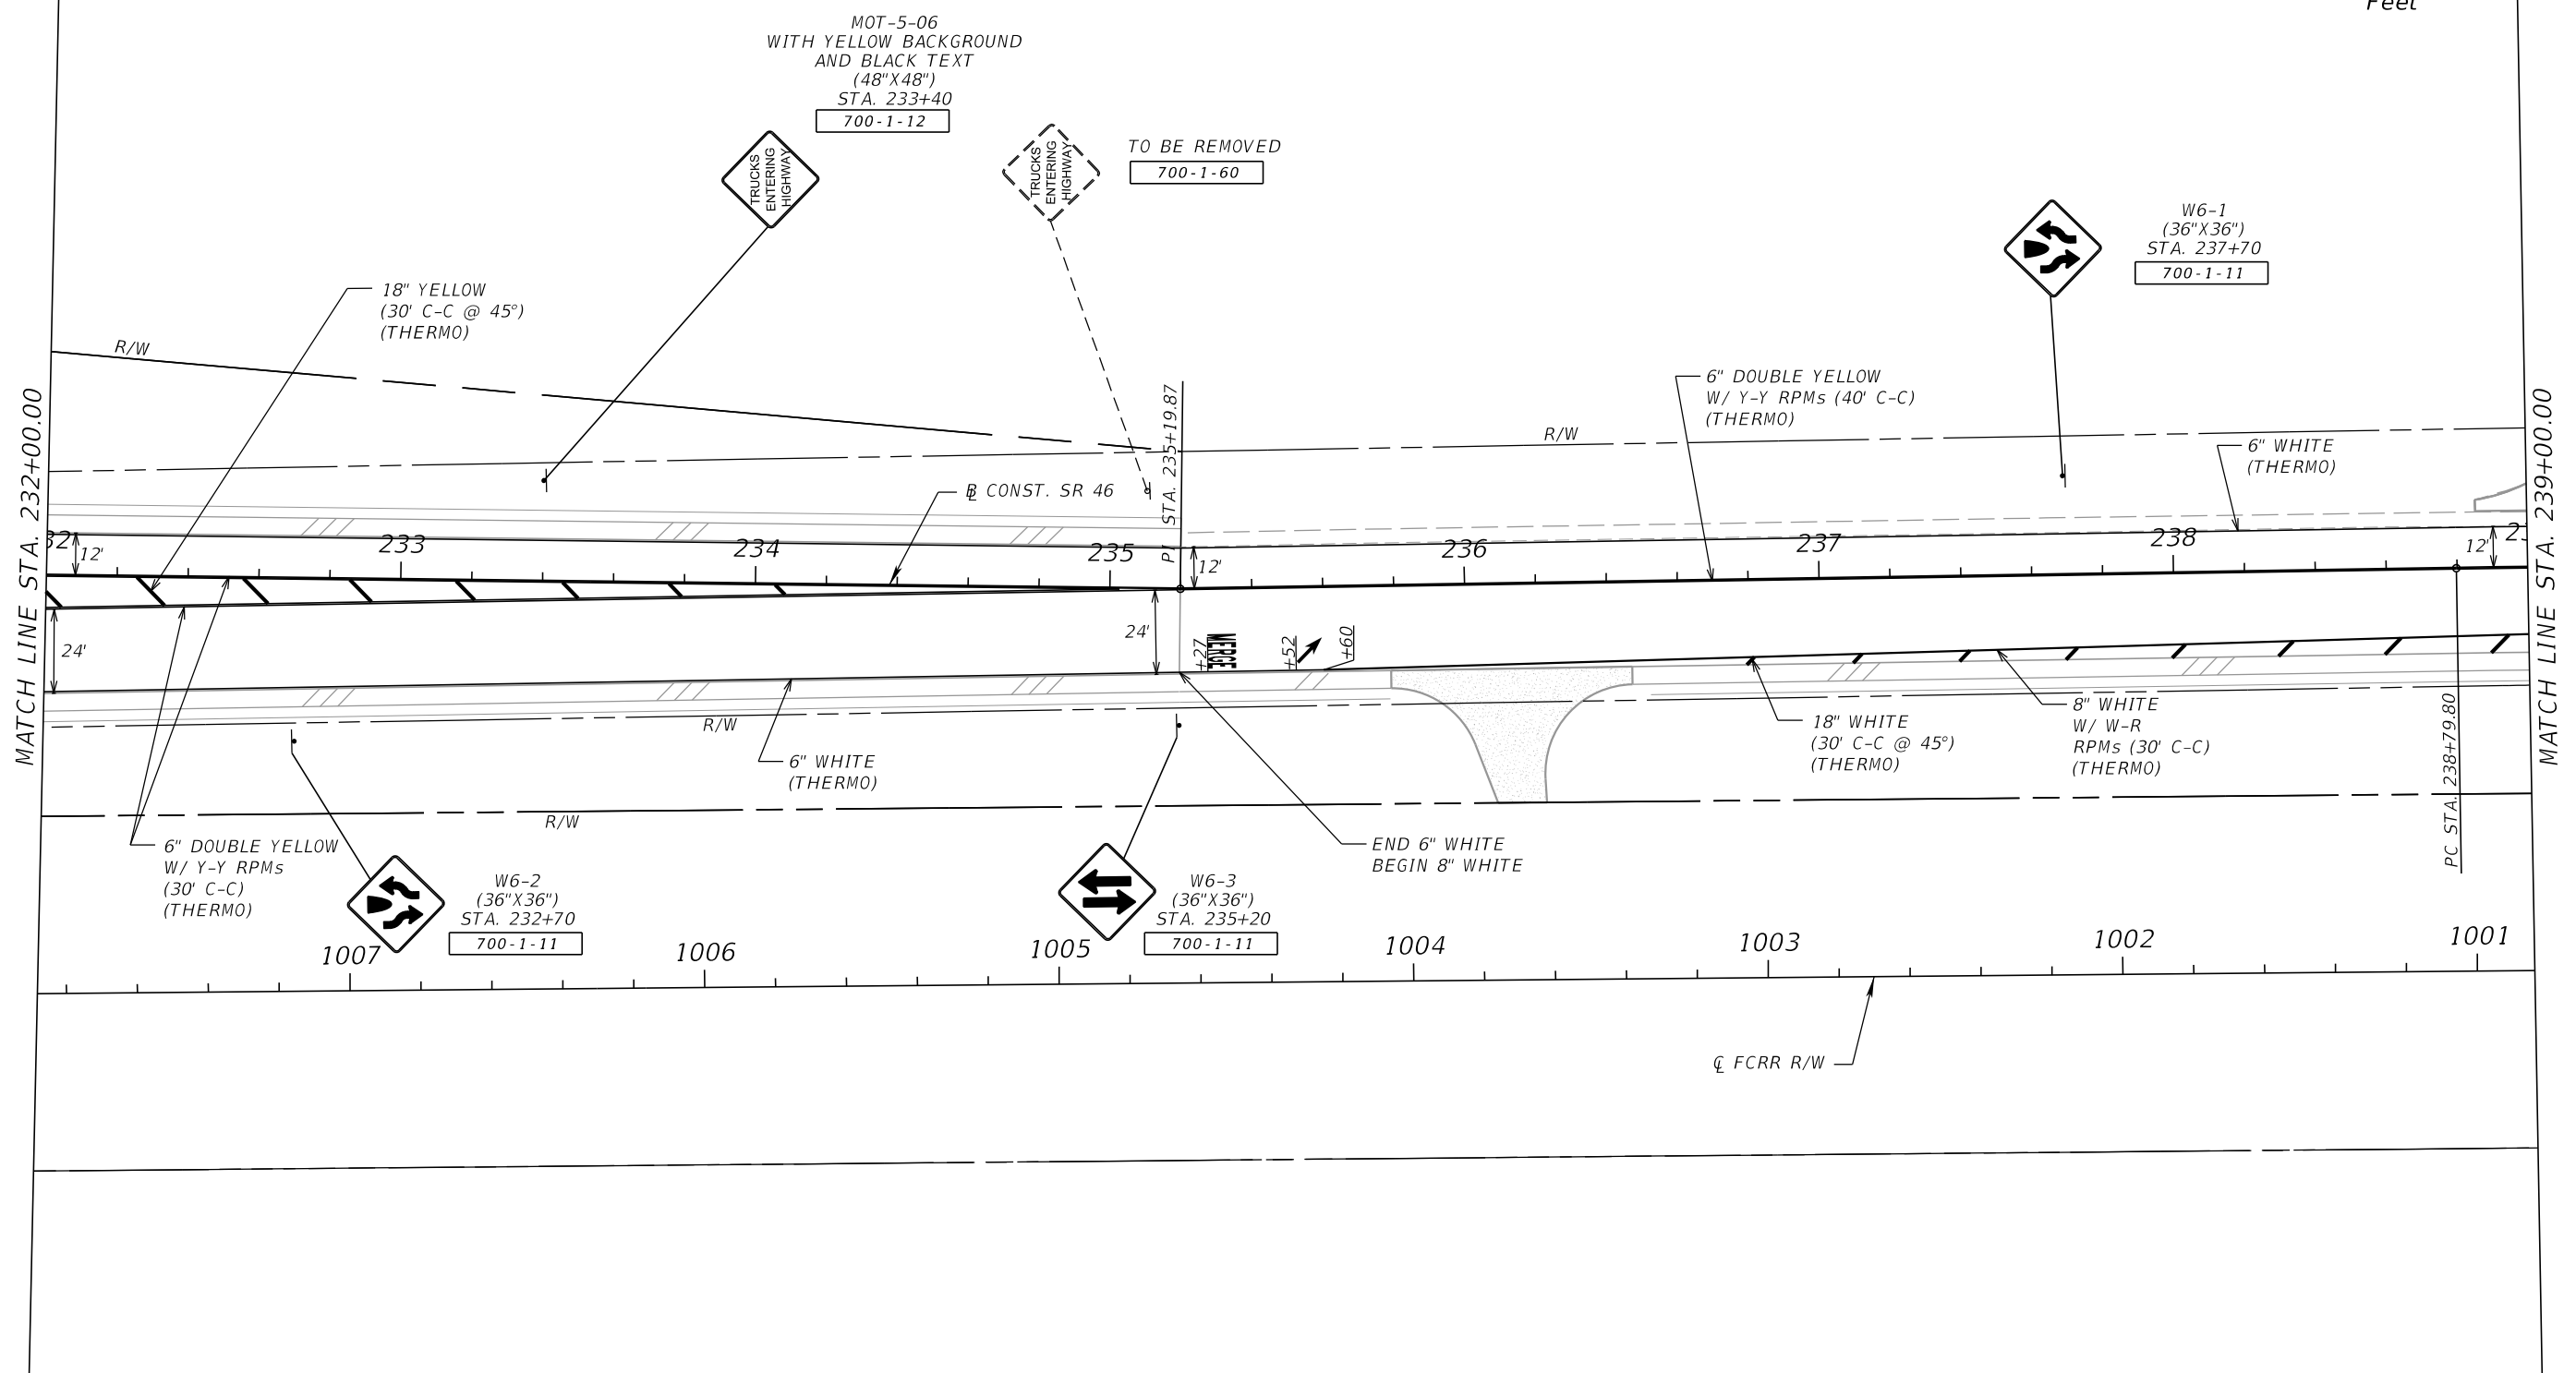 Feet
MOT-5-06
WITH YELLOW BACKGROUND
AND BLACK TEXT
(48"X48")
STA. 233+40
700-1-12
TRUCKS
ENTERING
HIGHWAY
TRUCKS
ENTERING
HIGHWAY
TO BE REMOVED
700-1-60
W6-1
(36"X36")
STA. 237+70
700-1-11
18" YELLOW
(30' C-C @ 45°)
(THERMO)
R/W
6" DOUBLE YELLOW
W/ Y-Y RPMs (40' C-C)
(THERMO)
R/W
6" WHITE
(THERMO)
MATCH LINE STA. 232+00.00
PI STA. 235+19.87
MATCH LINE STA. 239+00.00
℄ CONST. SR 46
32
12'
233
234
235
12'
236
237
238
12'
23
24'
24'
+27
MERGE
+52
+60
R/W
6" WHITE
(THERMO)
18" WHITE
(30' C-C @ 45°)
(THERMO)
8" WHITE
W/ W-R
RPMs (30' C-C)
(THERMO)
PC STA. 238+79.80
R/W
6" DOUBLE YELLOW
W/ Y-Y RPMs
(30' C-C)
(THERMO)
END 6" WHITE
BEGIN 8" WHITE
W6-2
(36"X36")
STA. 232+70
700-1-11
W6-3
(36"X36")
STA. 235+20
700-1-11
1007
1006
1005
1004
1003
1002
1001
℄ FCRR R/W